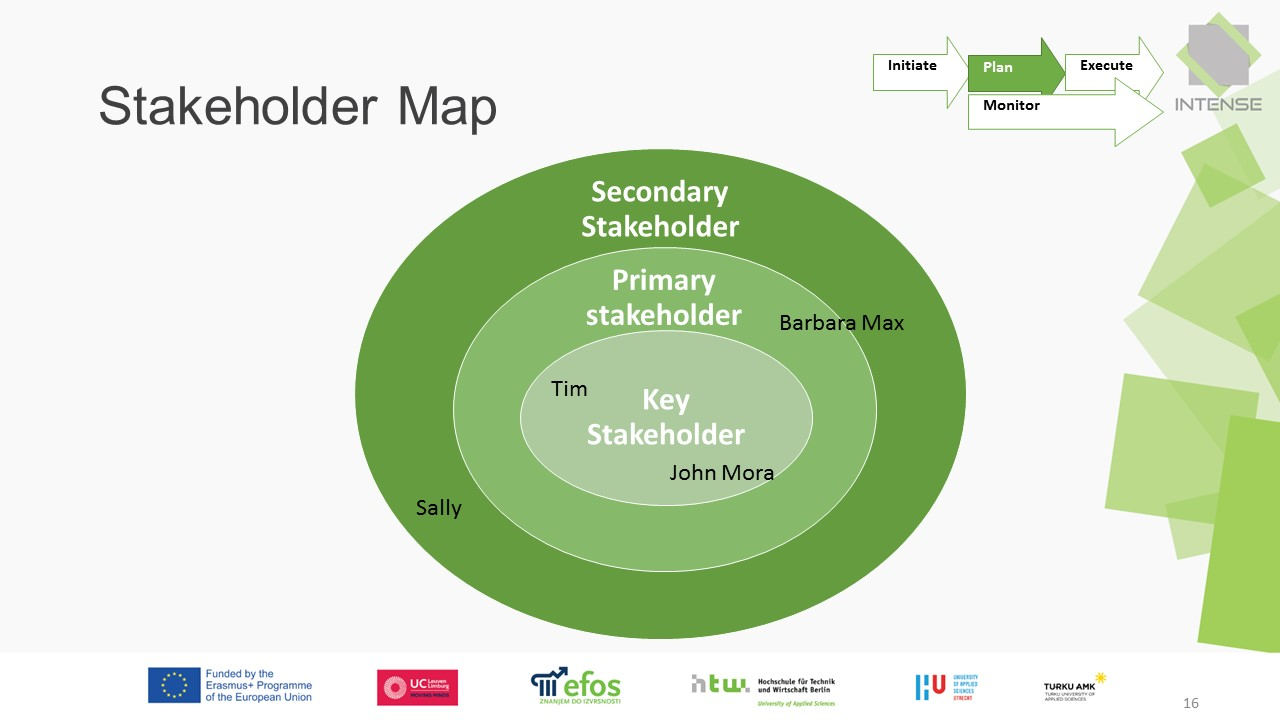 Initiate
Plan
Execute
Monitor
INTENSE
Stakeholder Map
Secondary
Stakeholder
Primary
stakeholder
Barbara Max
Tim
Key
Stakeholder
John Mora
Sally
Funded by the
Erasmus+ Programme
of the European Union
UC Leuven
Limburg
MOVING MINDS
efos
ZNANJEM DO IZVRSNOSTI
htw.
Hochschule für Technik
und Wirtschaft Berlin
University of Applied Sciences
HU
UNIVERSITY
OF APPLIED
SCIENCES
UTRECHT
TURKU AMK
TURKU UNIVERSITY OF
APPLIED SCIENCES
16